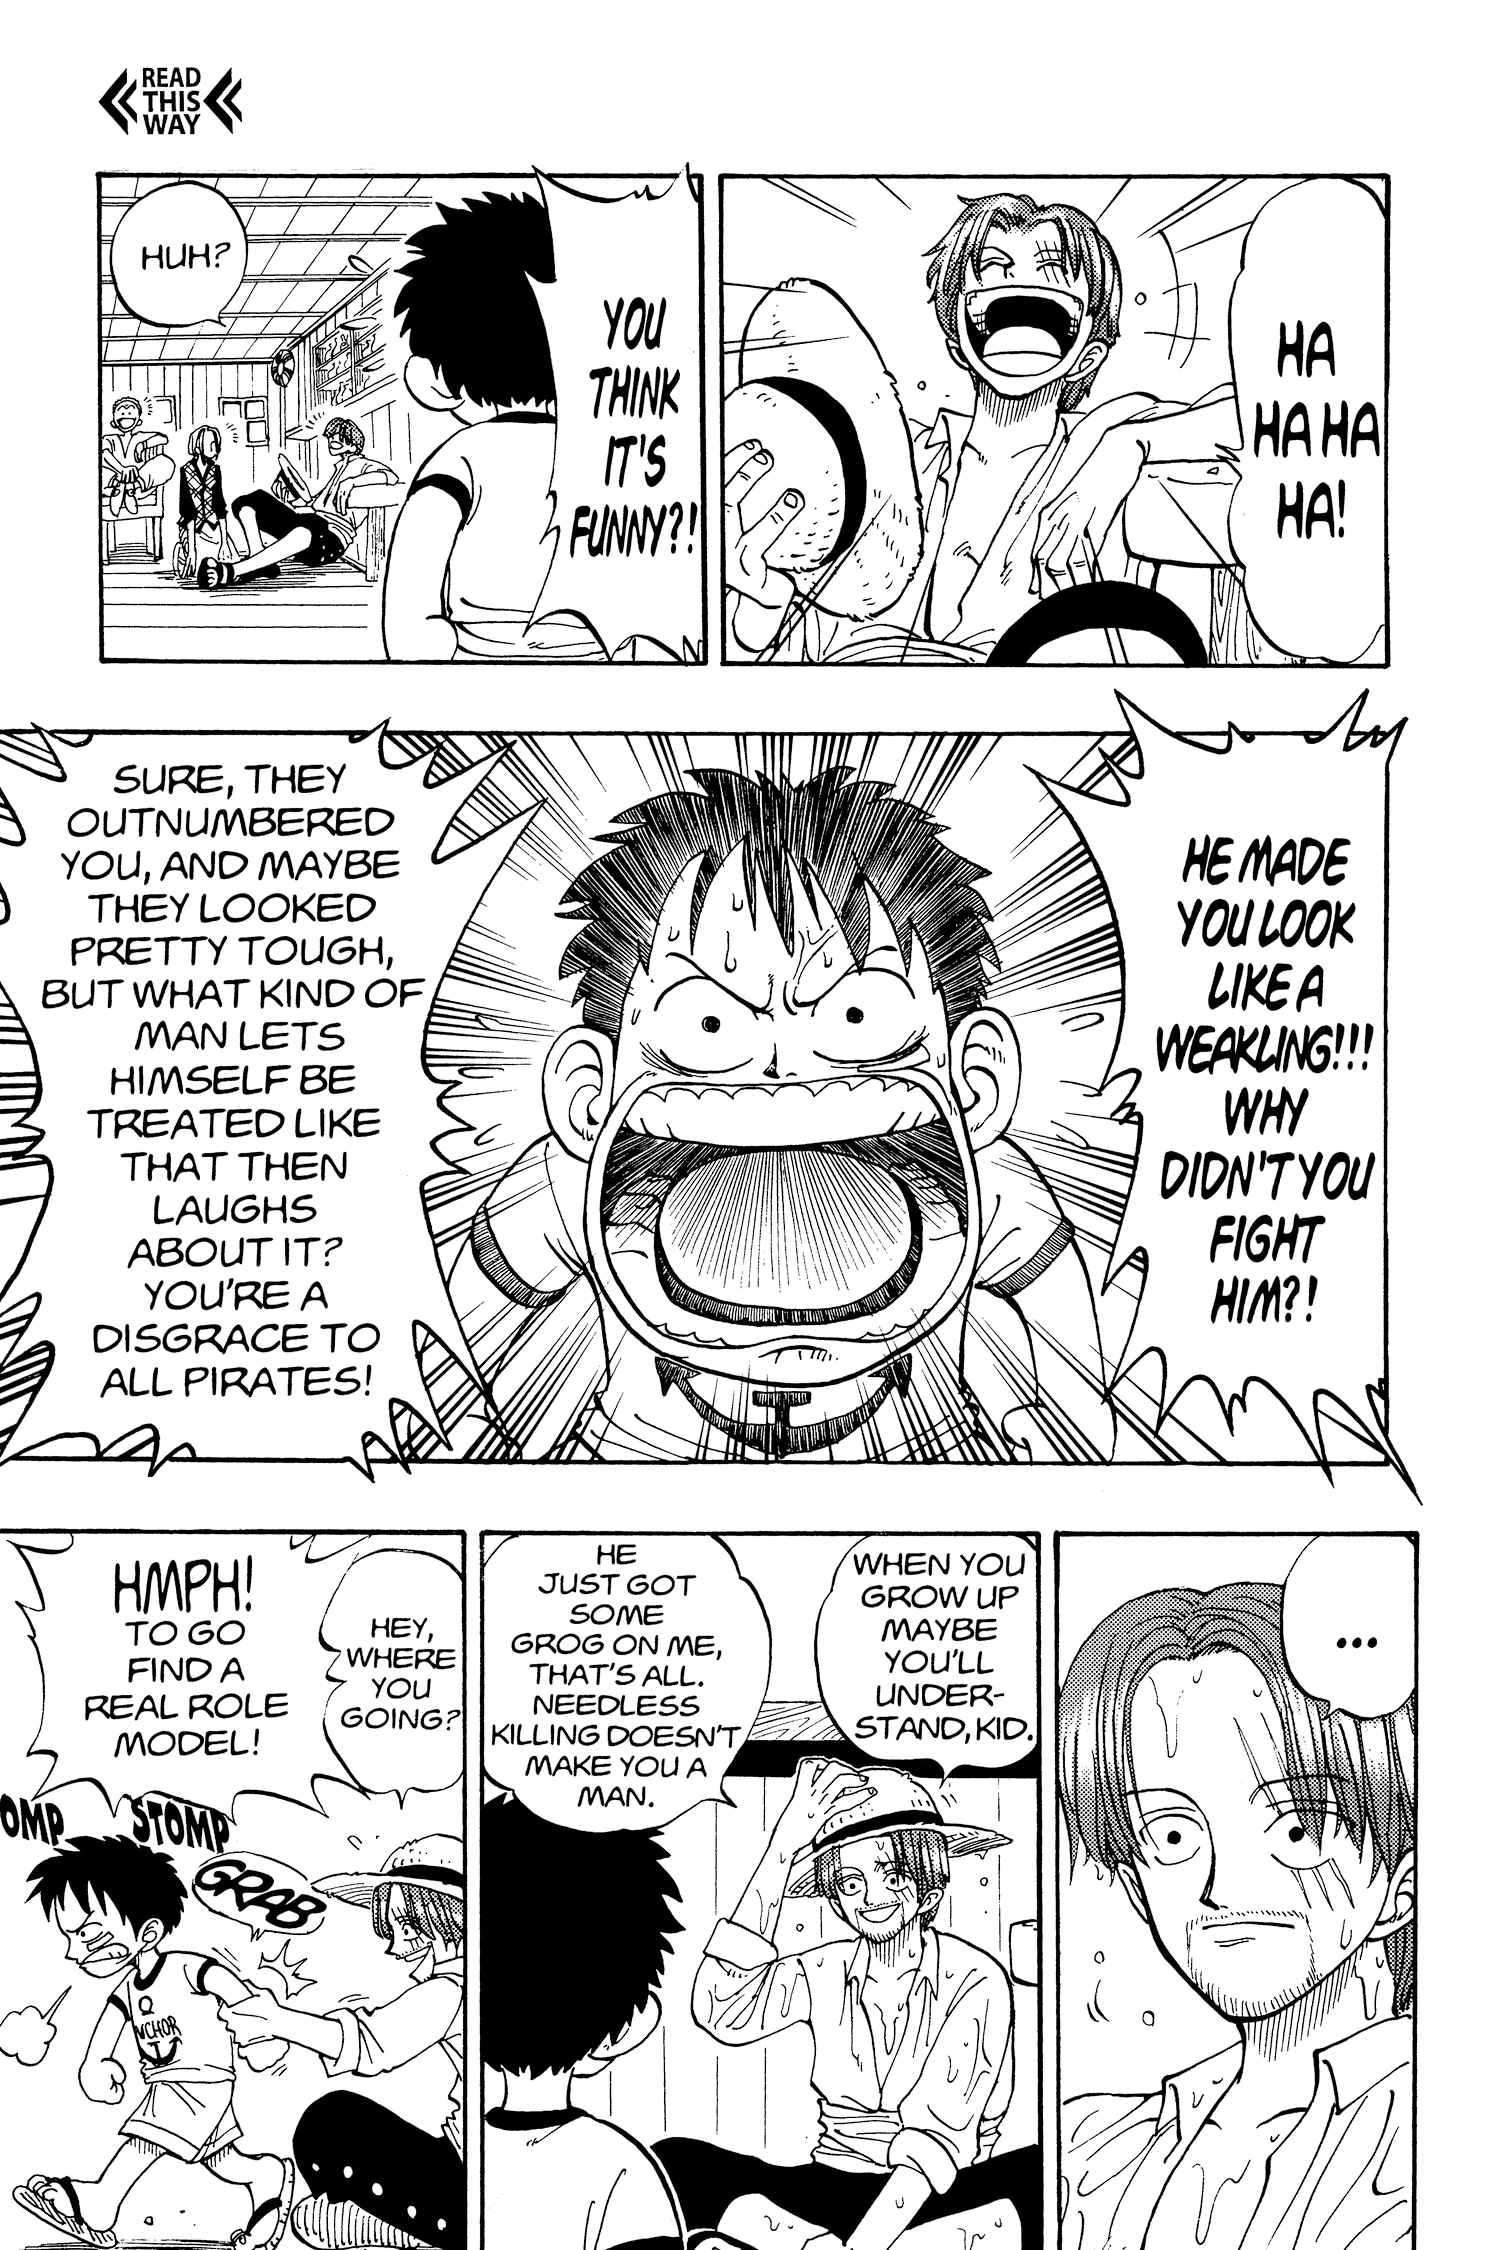 READ
THIS
WAY
HA
HA HA
HA!
YOU
THINK
IT'S
FUNNY?!
HUH?
HE MADE
YOU LOOK
LIKE A
WEAKLING!!!
WHY
DIDN'T YOU
FIGHT
HIM?!
SURE, THEY
OUTNUMBERED
YOU, AND MAYBE
THEY LOOKED
PRETTY TOUGH,
BUT WHAT KIND OF
MAN LETS
HIMSELF BE
TREATED LIKE
THAT THEN
LAUGHS
ABOUT IT?
YOU'RE A
DISGRACE TO
ALL PIRATES!
...
WHEN YOU
GROW UP
MAYBE
YOU'LL
UNDER-
STAND, KID.
HE
JUST GOT
SOME
GROG ON ME,
THAT'S ALL.
NEEDLESS
KILLING DOESN'T
MAKE YOU A
MAN.
HEY,
WHERE
YOU
GOING?
HMPH!
TO GO
FIND A
REAL ROLE
MODEL!
STOMP
OMP
GRAB
NCHOR